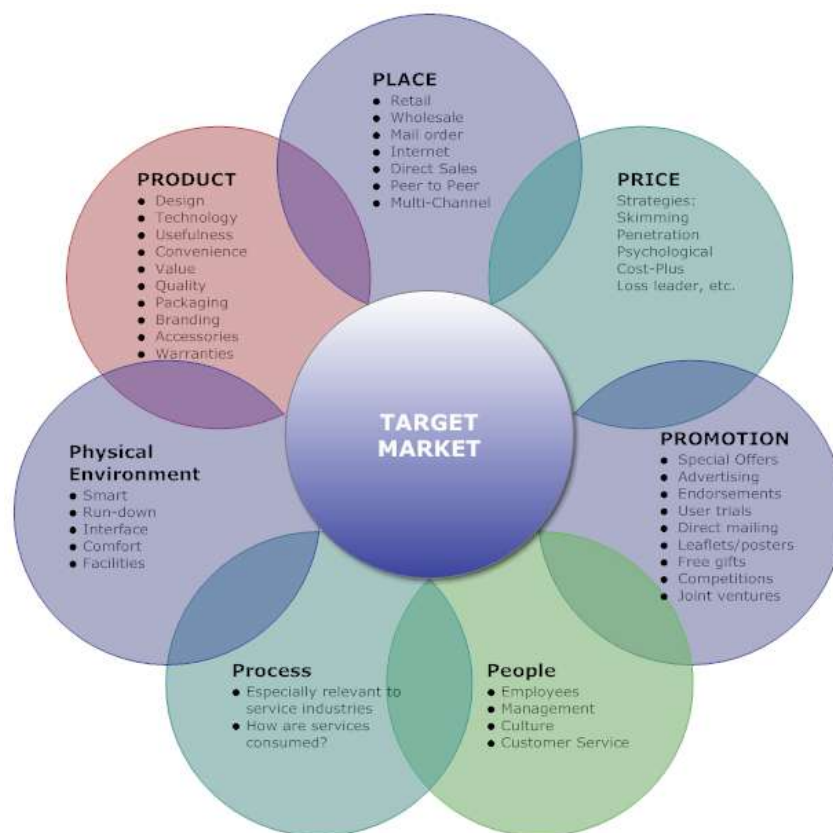 PLACE
● Retail
● Wholesale
● Mail order
● Internet
● Direct Sales
● Peer to Peer
● Multi-Channel
PRODUCT
● Design
● Technology
● Usefulness
● Convenience
● Value
● Quality
● Packaging
● Branding
● Accessories
● Warranties
PRICE
Strategies:
Skimming
Penetration
Psychological
Cost-Plus
Loss leader, etc.
TARGET
MARKET
Physical
Environment
● Smart
● Run-down
● Interface
● Comfort
● Facilities
PROMOTION
● Special Offers
● Advertising
● Endorsements
● User trials
● Direct mailing
● Leaflets/posters
● Free gifts
● Competitions
● Joint ventures
Process
● Especially relevant to
service industries
● How are services
consumed?
People
● Employees
● Management
● Culture
● Customer Service